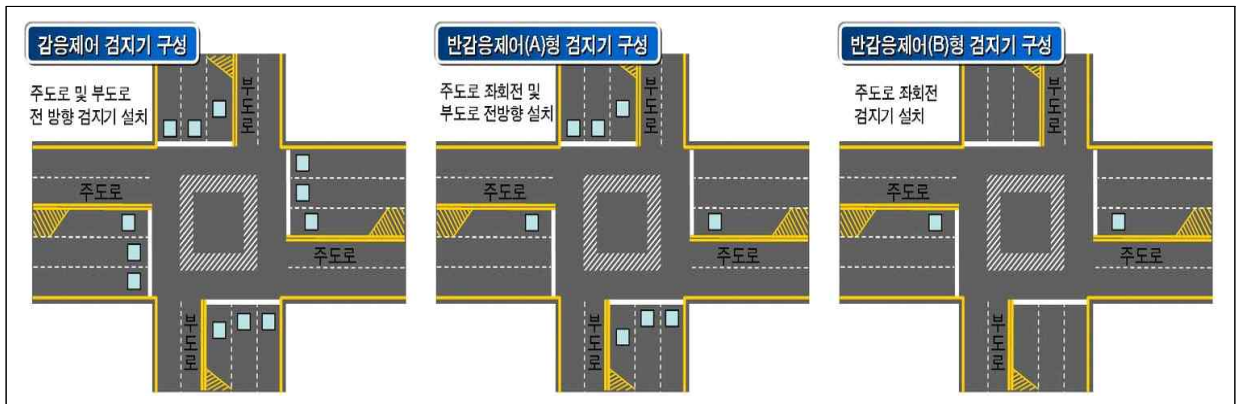 감응제어 검지기 구성
주도로 및 부도로
전 방향 검지기 설치
부도로
주도로
주도로
부도로
반감응제어(A)형 검지기 구성
주도로 좌회전 및
부도로 전방향 설치
부도로
주도로
주도로
부도로
반감응제어(B)형 검지기 구성
주도로 좌회전
검지기 설치
부도로
주도로
주도로
부도로